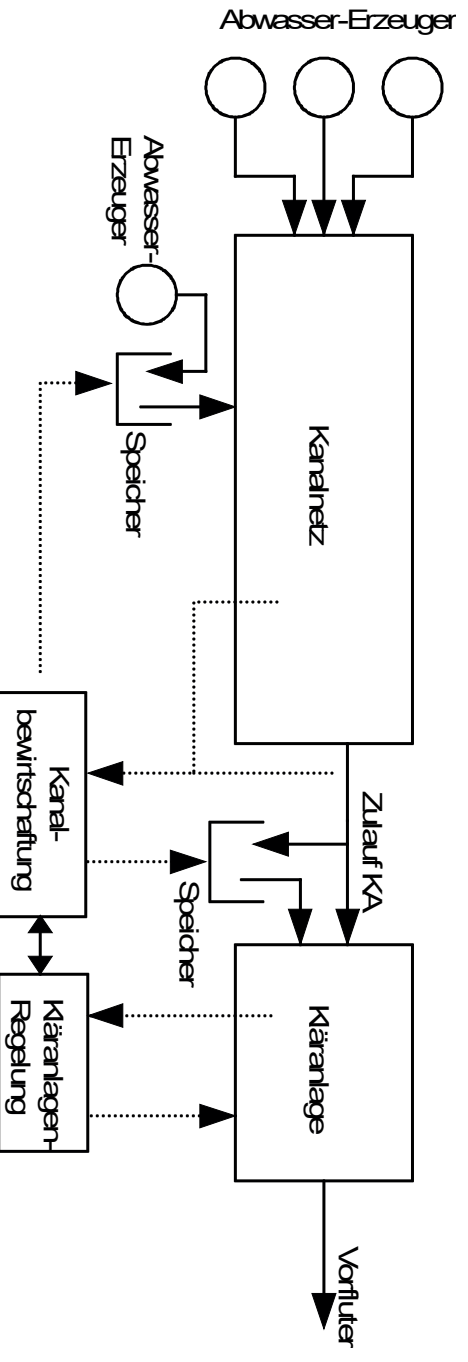 Abwasser-Erzeuger
Abwasser-
Erzeuger
Speicher
Kanalnetz
Kanal-
bewirtschaftung
Zulauf KA
Speicher
Kläranlage
Kläranlagen-
Regelung
Vorfluter